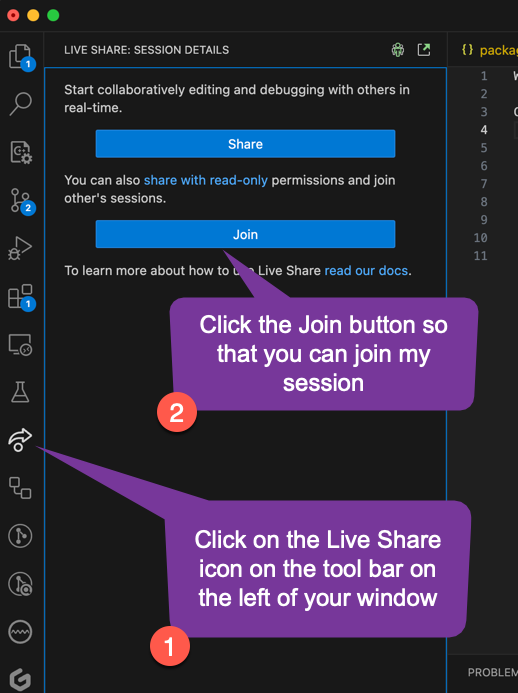 LIVE SHARE: SESSION DETAILS
{} packag
1
Start collaboratively editing and debugging with others in
real-time.
Share
You can also share with read-only permissions and join
other's sessions.
Join
To learn more about how to use Live Share read our docs.
Click the Join button so
that you can join my
session
2
Click on the Live Share
icon on the tool bar on
the left of your window
1
1
2
3
4
5
6
7
8
9
10
11
2
1
PROBLEM